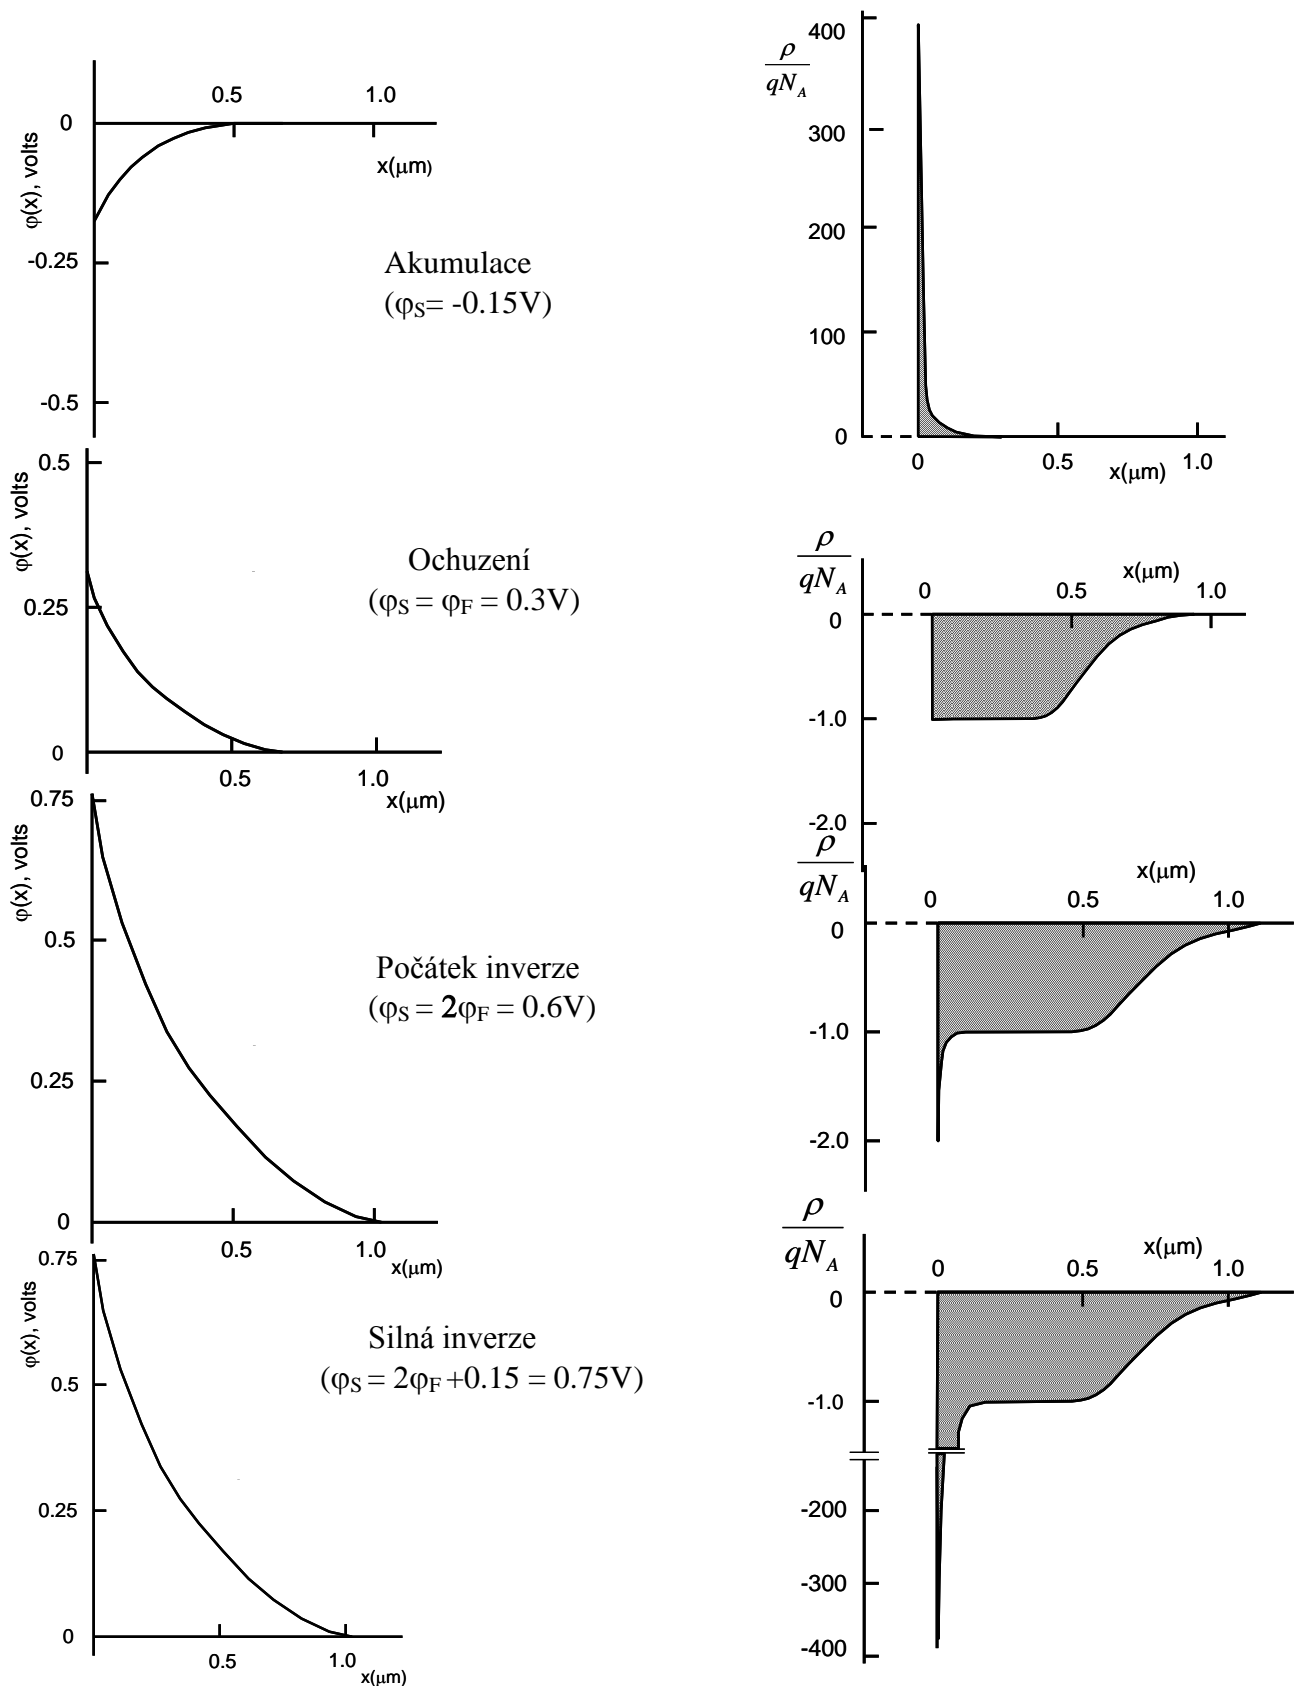 0.5 1.0
0
φ(x), volts
x(μm)
-0.25
Akumulace
(φS= -0.15V)
-0.5
ρ
qNA
400
300
200
100
0
0 0.5 1.0
x(μm)
0.5
φ(x), volts
Ochuzení
(φS = φF = 0.3V)
0.25
0
0.5 1.0
x(μm)
ρ
qNA
x(μm)
0 0.5 1.0
0
-1.0
-2.0
0.75
φ(x), volts
0.5
Počátek inverze
(φS = 2φF = 0.6V)
0.25
0
0.5 1.0
x(μm)
ρ
qNA
x(μm)
0 0.5 1.0
0
-1.0
-2.0
0.75
φ(x), volts
Silná inverze
(φS = 2φF +0.15 = 0.75V)
0.5
0.25
0
0.5 1.0
x(μm)
ρ
qNA
x(μm)
0 0.5 1.0
0
-1.0
-200
-300
-400